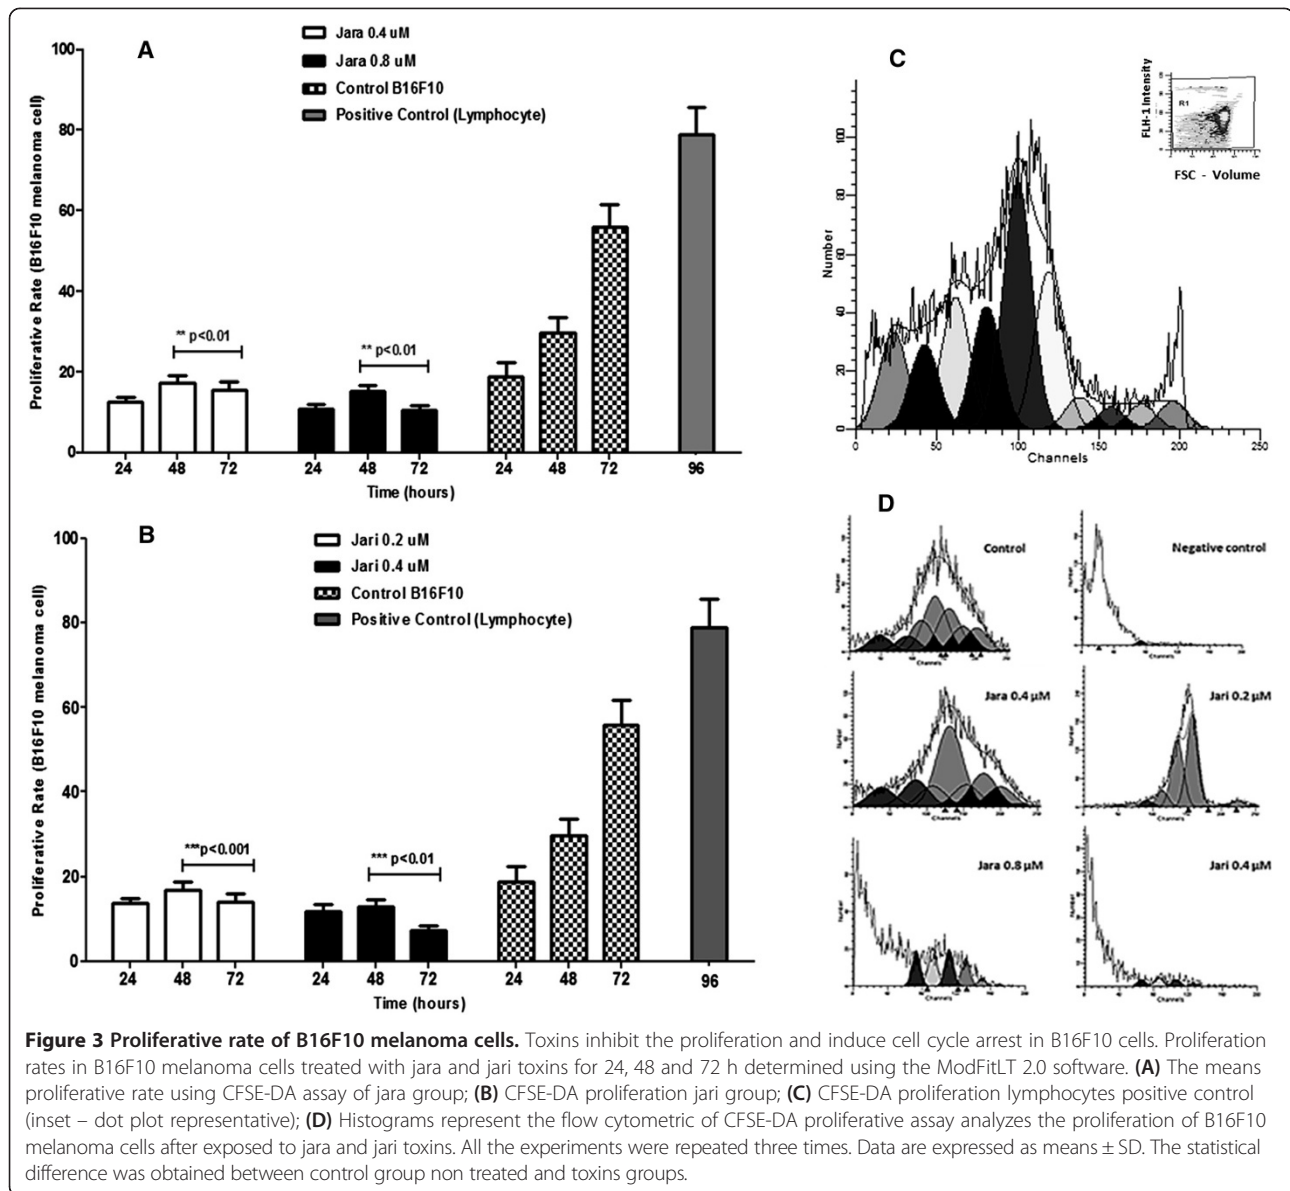 A
Jara 0.4 uM
Jara 0.8 uM
Control B16F10
Positive Control (Lymphocyte)
Proliferative Rate (B16F10 melanoma cell)
100
80
60
40
20
0
** p<0.01
** p<0.01
24 48 72 24 48 72 24 48 72 96
Time (hours)
B
Jari 0.2 uM
Jari 0.4 uM
Control B16F10
Positive Control (Lymphocyte)
Proliferative Rate (B16F10 melanoma cell)
100
80
60
40
20
0
***p<0.001
*** p<0.01
24 48 72 24 48 72 24 48 72 96
Time (hours)
C
FLH-1 Intensity
R1
FSC - Volume
Number
100
80
60
40
20
0
0 50 100 150 200 250
Channels
D
Control
Number
Channels
Negative control
Number
Channels
Jara 0.4 µM
Number
Channels
Jari 0.2 µM
Number
Channels
Jara 0.8 µM
Number
Channels
Jari 0.4 µM
Number
Channels
Figure 3 Proliferative rate of B16F10 melanoma cells. Toxins inhibit the proliferation and induce cell cycle arrest in B16F10 cells. Proliferation
rates in B16F10 melanoma cells treated with jara and jari toxins for 24, 48 and 72 h determined using the ModFitLT 2.0 software. (A) The means
proliferative rate using CFSE-DA assay of jara group; (B) CFSE-DA proliferation jari group; (C) CFSE-DA proliferation lymphocytes positive control
(inset – dot plot representative); (D) Histograms represent the flow cytometric of CFSE-DA proliferative assay analyzes the proliferation of B16F10
melanoma cells after exposed to jara and jari toxins. All the experiments were repeated three times. Data are expressed as means ± SD. The statistical
difference was obtained between control group non treated and toxins groups.